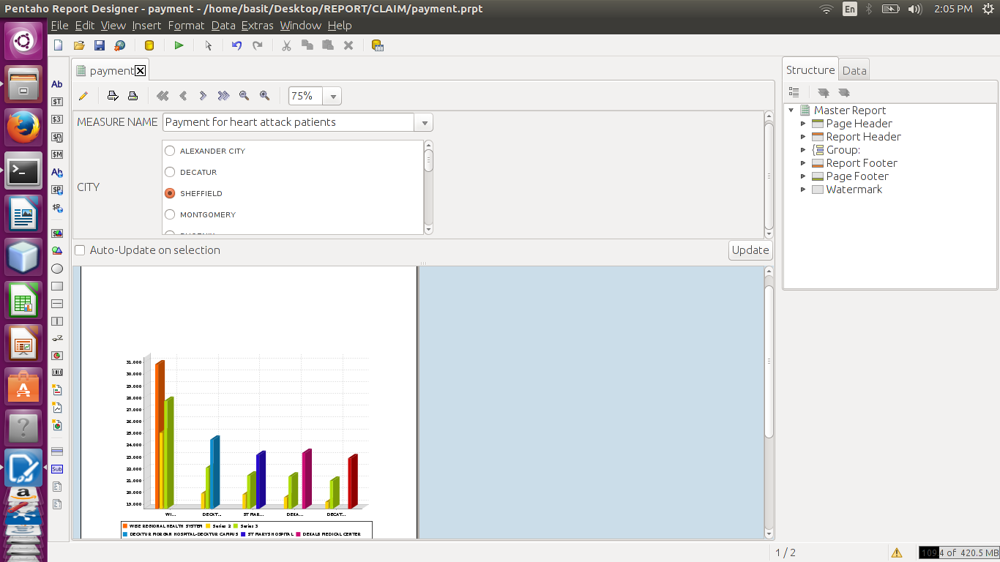 Pentaho Report Designer - payment - /home/basit/Desktop/REPORT/CLAIM/payment.prpt
En
2:05 PM
File Edit View Insert Format Data Extras Window Help
payment
Structure Data
75%
MEASURE NAME Payment for heart attack patients
ALEXANDER CITY
DECATUR
CITY
SHEFFIELD
MONTGOMERY
Auto-Update on selection
Update
Master Report
Page Header
Report Header
Group:
Report Footer
Page Footer
Watermark
Ab
$T
$3
$M
Ab
$P
$P
Sub
31.000
30.000
29.000
28.000
27.000
26.000
25.000
24.000
23.000
22.000
21.000
20.000
19.000
WI... DECAT... ST MAR... DEKA... DECAT...
WISE REGIONAL HEALTH SYSTEM Series 2 Series 3
DECATUR MORGAN HOSPITAL-DECATUR CAMPUS ST MARYS HOSPITAL DEKALB MEDICAL CENTER
1 / 2
109.4 of 420.5 MB